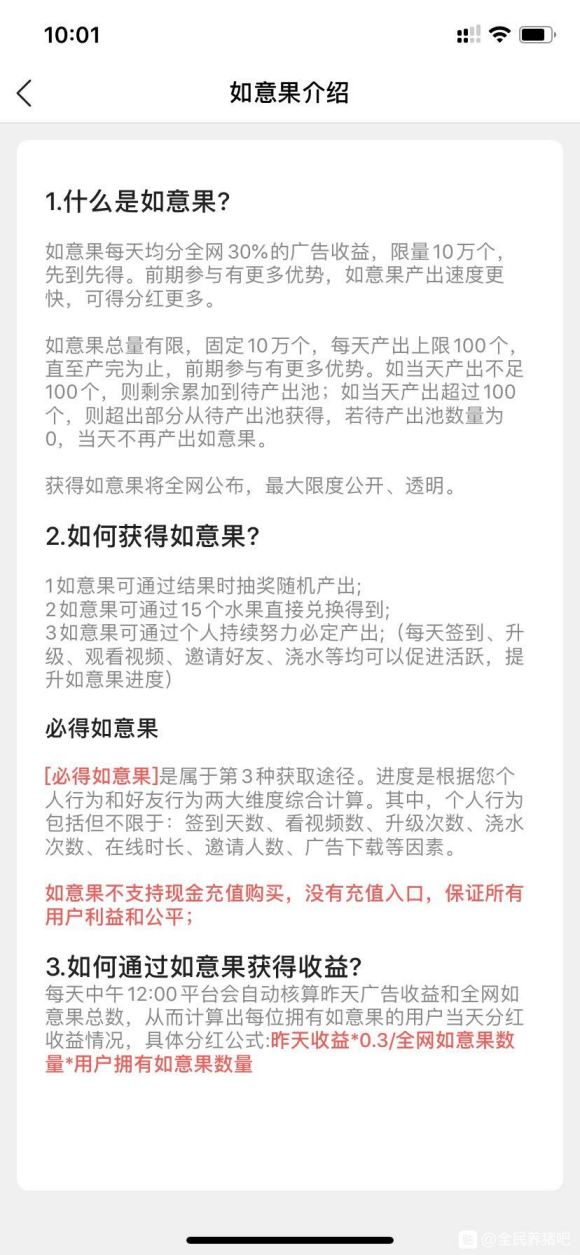 10:01
如意果介绍
1.什么是如意果?
如意果每天均分全网30%的广告收益，限量10万个，
先到先得。前期参与有更多优势，如意果产出速度更
快，可得分红更多。
如意果总量有限，固定10万个，每天产出上限100个，
直至产完为止，前期参与有更多优势。如当天产出不足
100个，则剩余累加到待产出池；如当天产出超过100
个，则超出部分从待产出池获得，若待产出池数量为
0，当天不再产出如意果。
获得如意果将全网公布，最大限度公开、透明。
2.如何获得如意果?
1如意果可通过结果时抽奖随机产出;
2如意果可通过15个水果直接兑换得到;
3如意果可通过个人持续努力必定产出;（每天签到、升
级、观看视频、邀请好友、浇水等均可以促进活跃，提
升如意果进度）
必得如意果
[必得如意果]是属于第3种获取途径。进度是根据您个
人行为和好友行为两大维度综合计算。其中，个人行为
包括但不限于：签到天数、看视频数、升级次数、浇水
次数、在线时长、邀请人数、广告下载等因素。
如意果不支持现金充值购买，没有充值入口，保证所有
用户利益和公平；
3.如何通过如意果获得收益?
每天中午12:00平台会自动核算昨天广告收益和全网如
意果总数，从而计算出每位拥有如意果的用户当天分红
收益情况，具体分红公式:昨天收益*0.3/全网如意果数
量*用户拥有如意果数量
@全民养猪吧